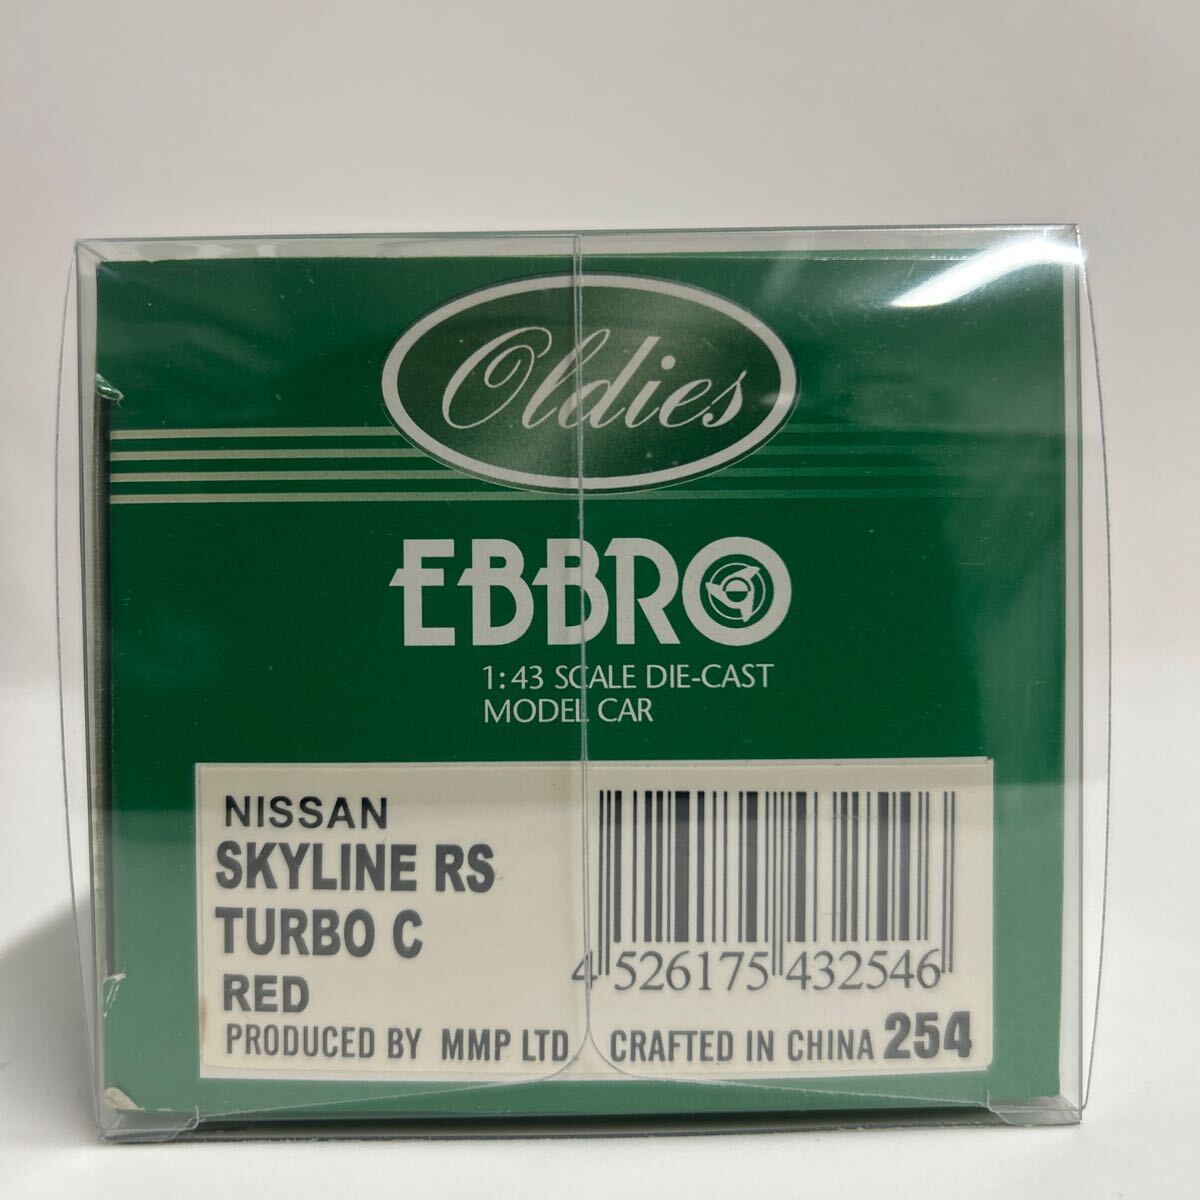 Oldies
EBBRO
1:43 SCALE DIE-CAST
MODEL CAR
NISSAN
SKYLINE RS
TURBO C
RED
4 526175 432546
PRODUCED BY MMP LTD. CRAFTED IN CHINA 254